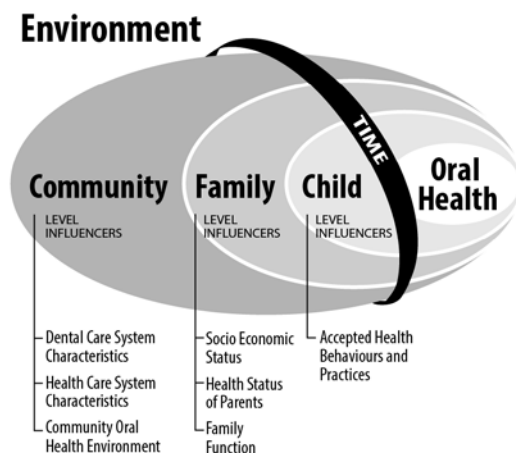 Environment
TIME
Community
LEVEL
INFLUENCERS
Family
LEVEL
INFLUENCERS
Child
LEVEL
INFLUENCERS
Oral
Health
Dental Care System
Characteristics
Health Care System
Characteristics
Community Oral
Health Environment
Socio Economic
Status
Health Status
of Parents
Family
Function
Accepted Health
Behaviours and
Practices